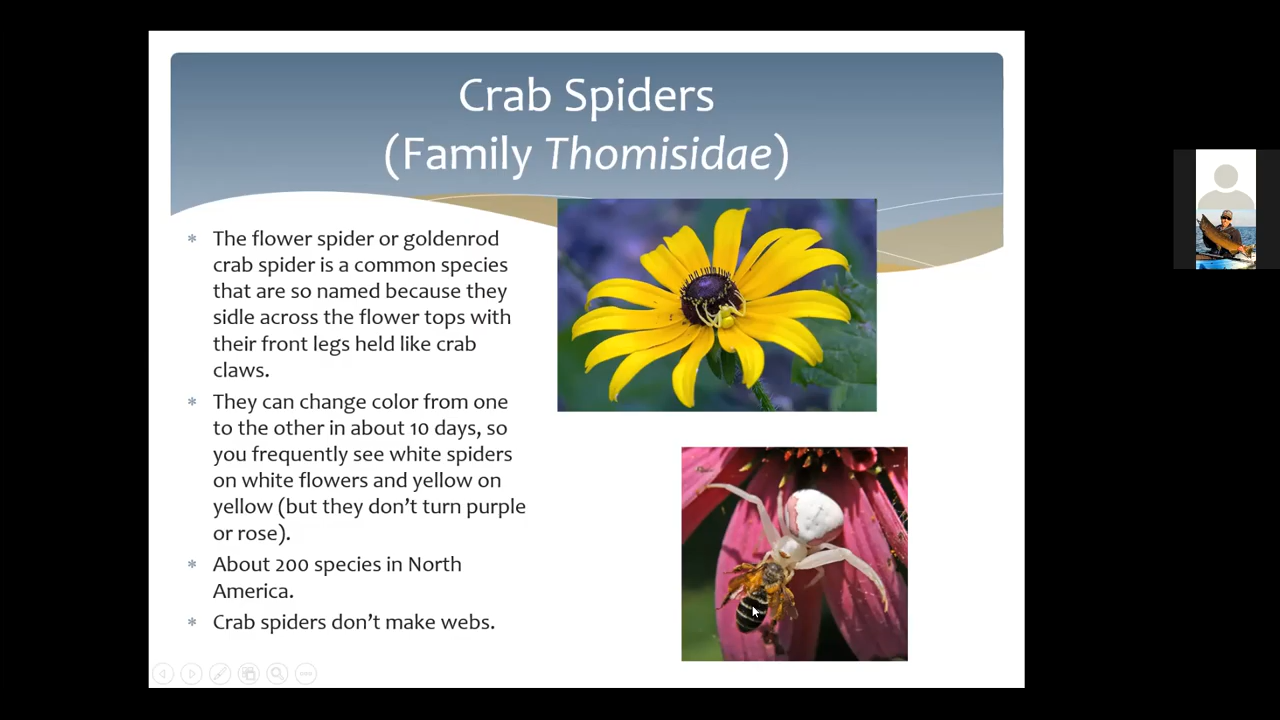 Crab Spiders
(Family Thomisidae)
* The flower spider or goldenrod
crab spider is a common species
that are so named because they
sidle across the flower tops with
their front legs held like crab
claws.
* They can change color from one
to the other in about 10 days, so
you frequently see white spiders
on white flowers and yellow on
yellow (but they don’t turn purple
or rose).
* About 200 species in North
America.
* Crab spiders don’t make webs.